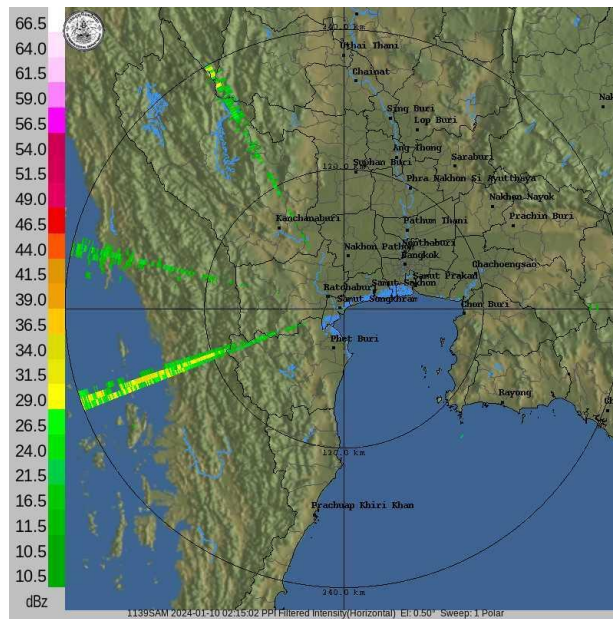 66.5
64.0
61.5
59.0
56.5
54.0
51.5
49.0
46.5
44.0
41.5
39.0
36.5
34.0
31.5
29.0
26.5
24.0
21.5
16.5
11.5
10.5
10.5
dBz
240.0 km
Uthai Thani
Chainat
Sing Buri
Lop Buri
Ang Thong
Saraburi
120.0 km
Suphan Buri
Phra Nakhon Si Ayutthaya
Nakhon Nayok
Prachin Buri
Kanchanaburi
Pathum Thani
Nonthaburi
Nakhon Pathom
Bangkok
Chachoengsao
Samut Prakan
Ratchaburi
Samut Sakhon
Samut Songkhram
Chon Buri
Phet Buri
Rayong
120.0 km
Prachuap Khiri Khan
240.0 km
1139SAM 2024-01-10 02:15:02 PPI Filtered Intensity(Horizontal) El: 0.50° Sweep: 1 Polar